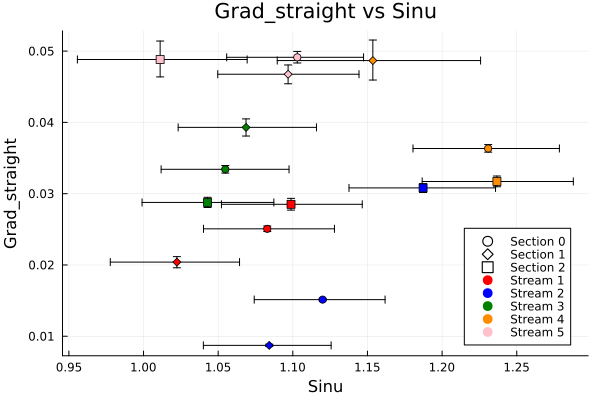 Grad_straight vs Sinu
Grad_straight
0.05
0.04
0.03
0.02
0.01
0.95
1.00
1.05
1.10
1.15
1.20
1.25
Sinu
Section 0
Section 1
Section 2
Stream 1
Stream 2
Stream 3
Stream 4
Stream 5